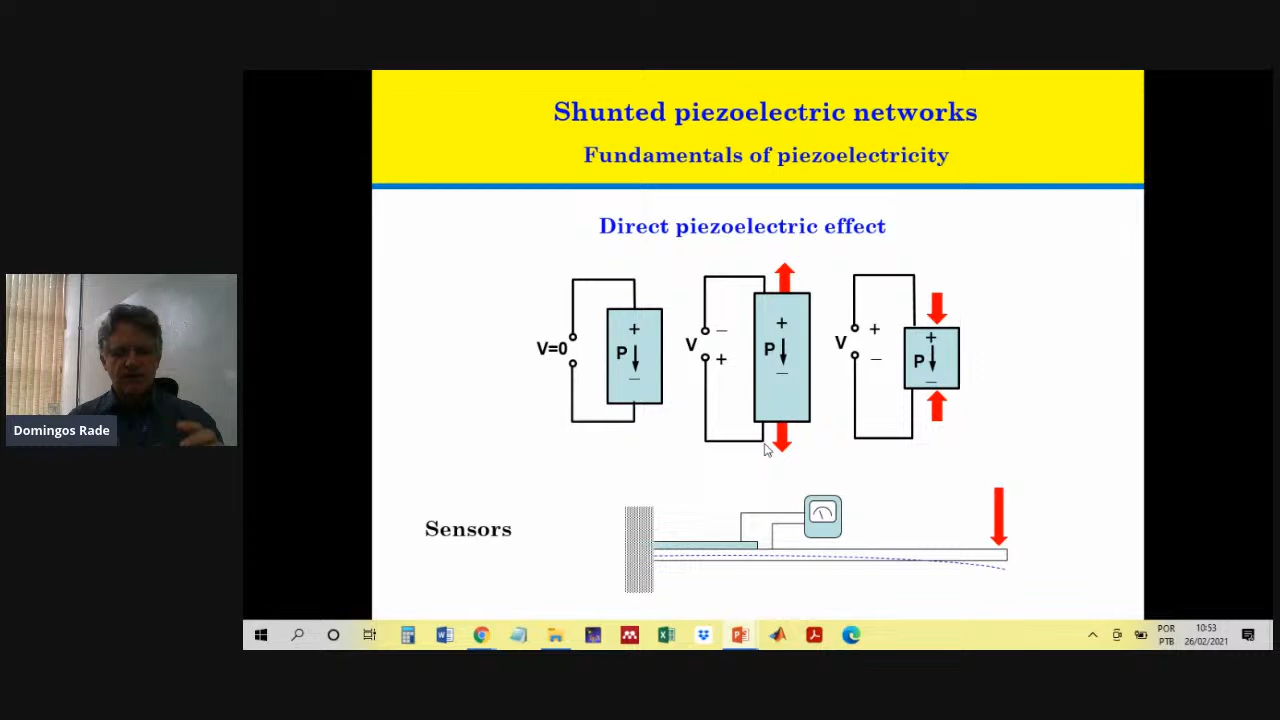 Shunted piezoelectric networks
Fundamentals of piezoelectricity
Direct piezoelectric effect
V=0
+
P
−
V
−
+
+
P
−
V
+
−
+
P
−
Sensors
Domingos Rade
POR
PTB
10:53
26/02/2021